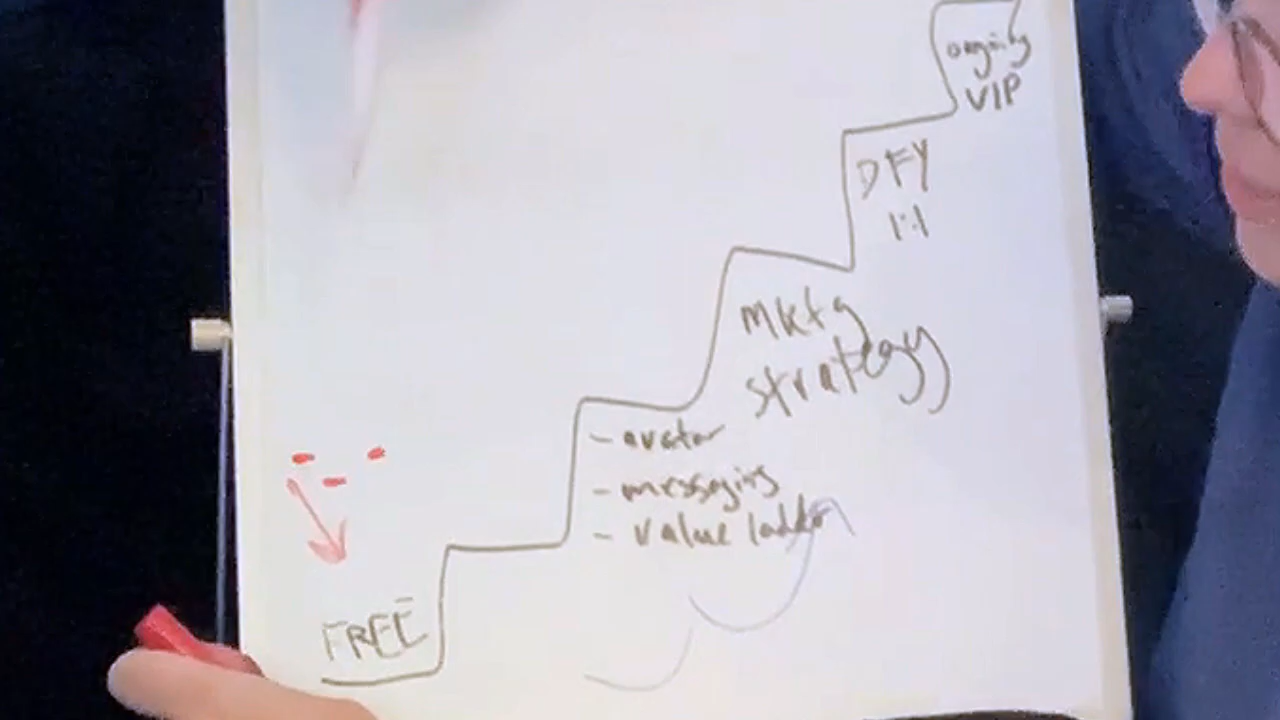 ongoing
VIP
DFY
1:1
mktg
strategy
- avatar
- messaging
- value ladder
FREE